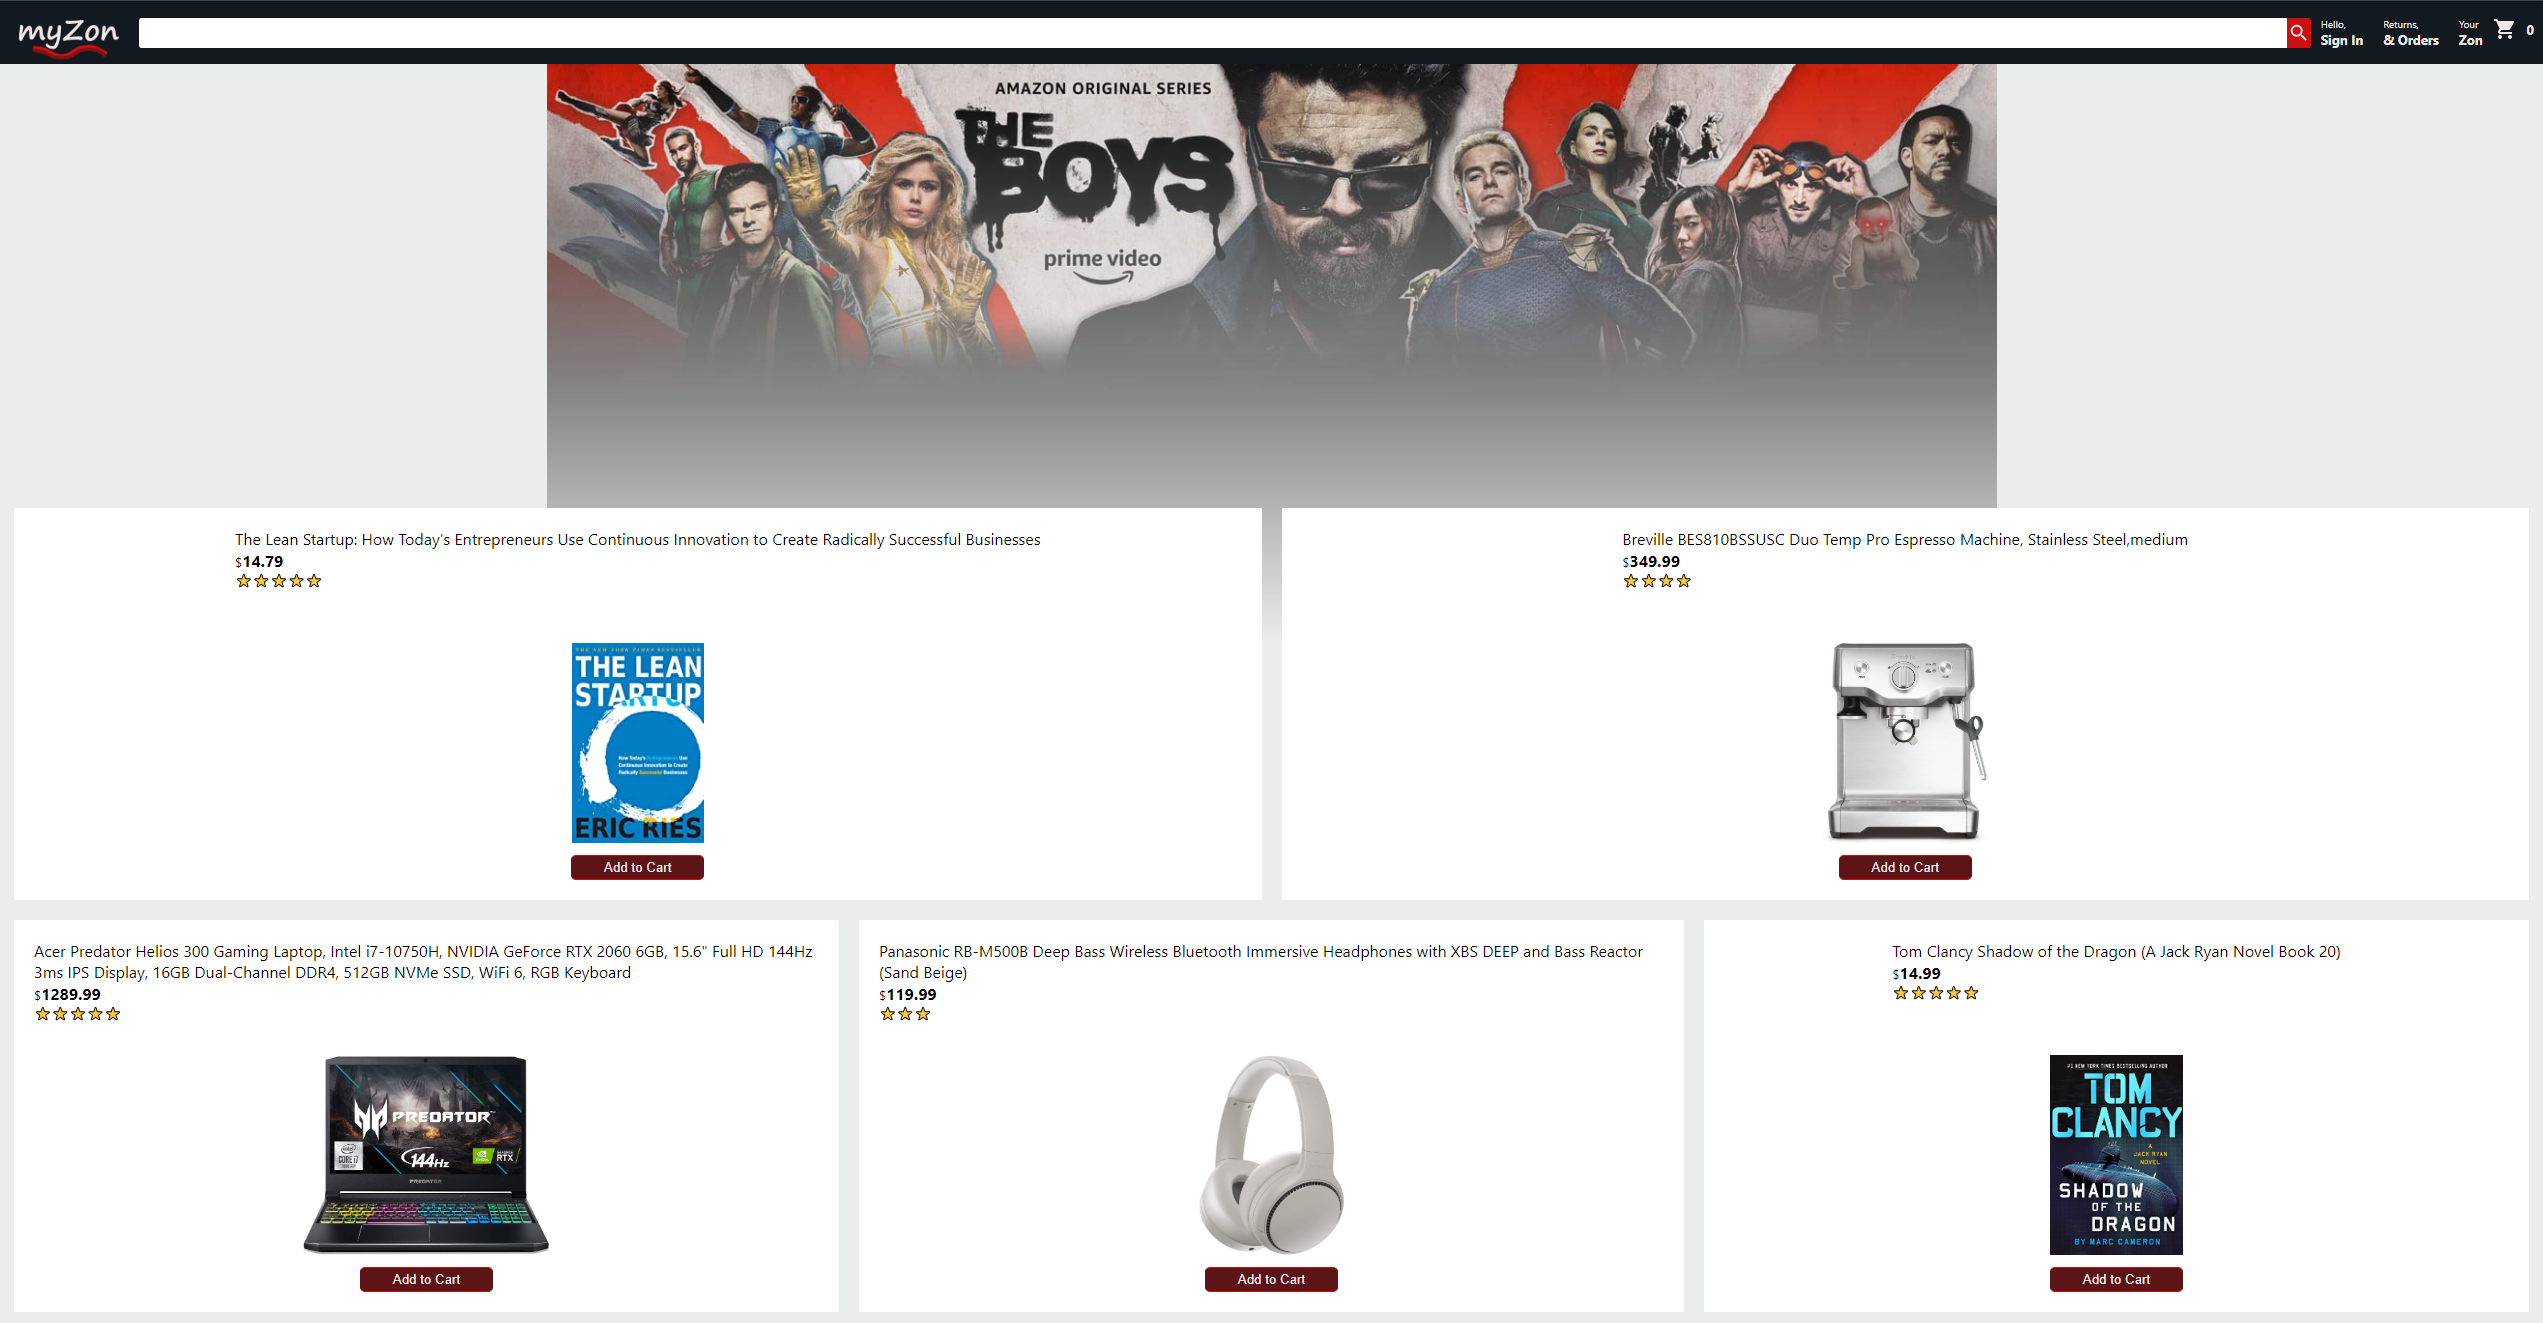 myZon
Hello,
Sign In
Returns,
& Orders
Your
Zon
0
AMAZON ORIGINAL SERIES
THE
BOYS
prime video
The Lean Startup: How Today's Entrepreneurs Use Continuous Innovation to Create Radically Successful Businesses
$14.79
THE NEW YORK TIMES BESTSELLER
THE LEAN
STARTUP
How Today's Entrepreneurs Use
Continuous Innovation to Create
Radically Successful Businesses
ERIC RIES
Add to Cart
Breville BES810BSSUSC Duo Temp Pro Espresso Machine, Stainless Steel,medium
$349.99
Add to Cart
Acer Predator Helios 300 Gaming Laptop, Intel i7-10750H, NVIDIA GeForce RTX 2060 6GB, 15.6" Full HD 144Hz
3ms IPS Display, 16GB Dual-Channel DDR4, 512GB NVMe SSD, WiFi 6, RGB Keyboard
$1289.99
PREDATOR
CORE i7
144Hz
RTX
PREDATOR
Add to Cart
Panasonic RB-M500B Deep Bass Wireless Bluetooth Immersive Headphones with XBS DEEP and Bass Reactor
(Sand Beige)
$119.99
Add to Cart
Tom Clancy Shadow of the Dragon (A Jack Ryan Novel Book 20)
$14.99
#1 NEW YORK TIMES BESTSELLING AUTHOR
TOM
CLANCY
A
JACK RYAN
NOVEL
SHADOW
OF THE
DRAGON
BY MARC CAMERON
Add to Cart